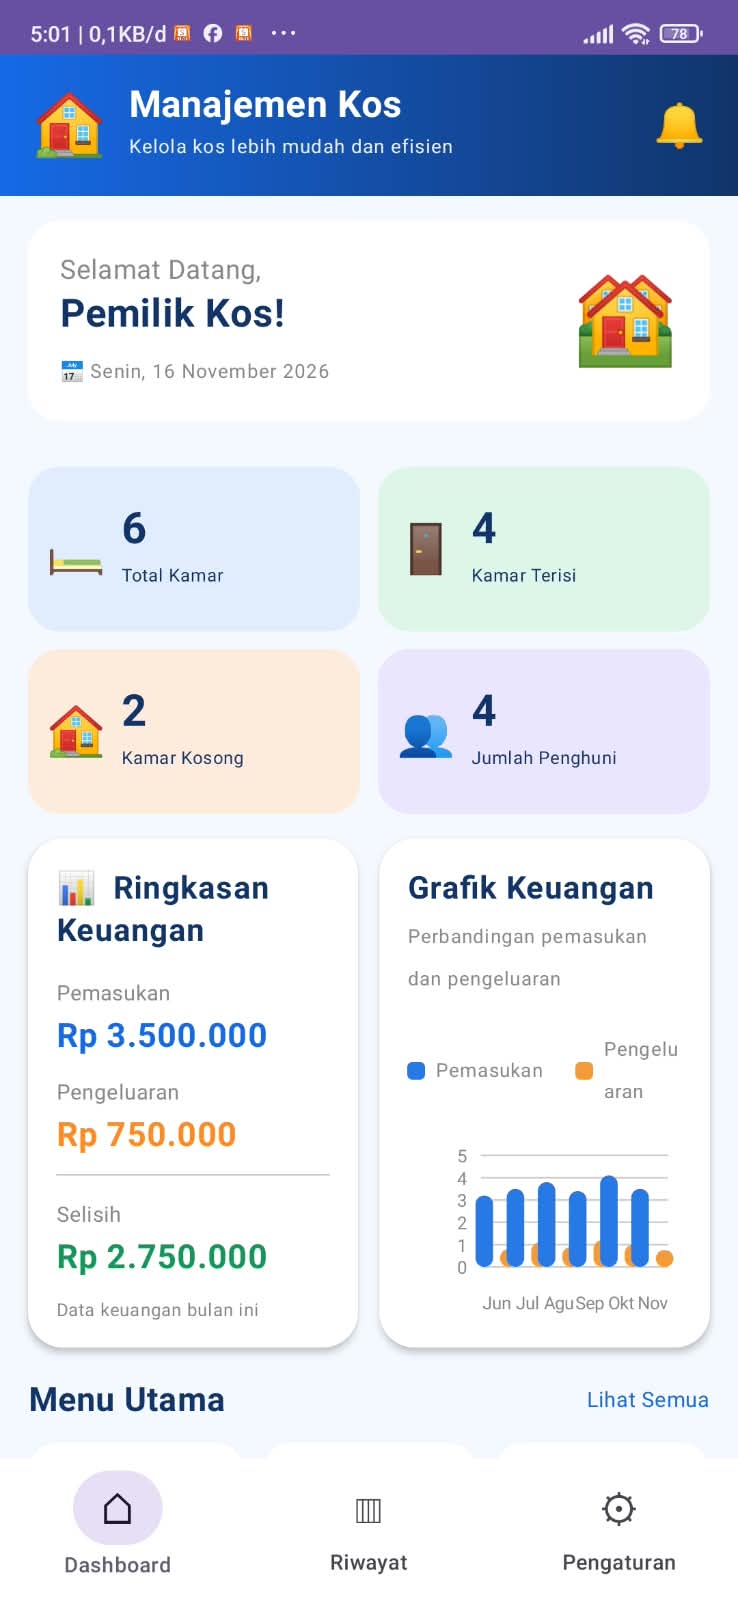 5:01 | 0,1KB/d
78
Manajemen Kos
Kelola kos lebih mudah dan efisien
Selamat Datang,
Pemilik Kos!
July
17
Senin, 16 November 2026
6
Total Kamar
4
Kamar Terisi
2
Kamar Kosong
4
Jumlah Penghuni
Ringkasan
Keuangan
Pemasukan
Rp 3.500.000
Pengeluaran
Rp 750.000
Selisih
Rp 2.750.000
Data keuangan bulan ini
Grafik Keuangan
Perbandingan pemasukan
dan pengeluaran
Pemasukan
Pengelu
aran
5
4
3
2
1
0
Jun Jul Agu Sep Okt Nov
Menu Utama
Lihat Semua
Dashboard
Riwayat
Pengaturan